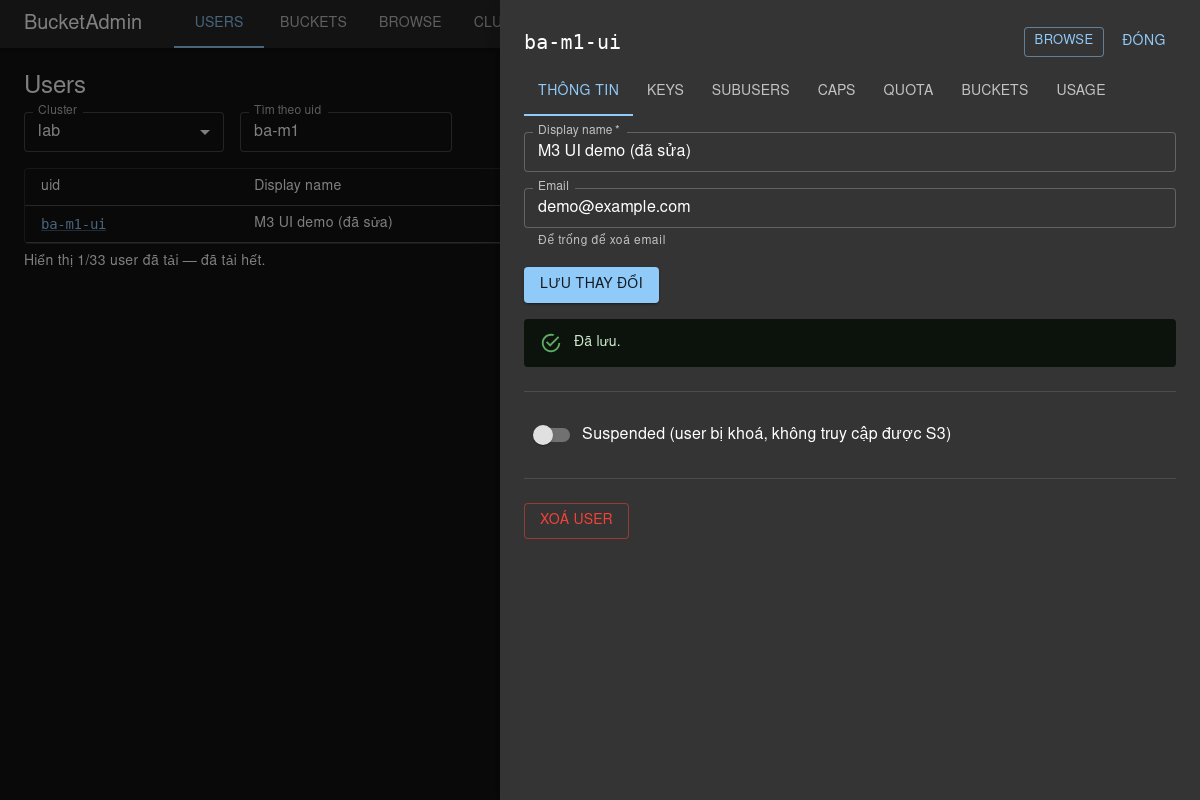 BucketAdmin USERS BUCKETS BROWSE CLU
Users
Cluster
lab
Tìm theo uid
ba-m1
uid Display name
ba-m1-ui M3 UI demo (đã sửa)
Hiển thị 1/33 user đã tải — đã tải hết.
ba-m1-ui BROWSE ĐÓNG
THÔNG TIN KEYS SUBUSERS CAPS QUOTA BUCKETS USAGE
Display name *
M3 UI demo (đã sửa)
Email
demo@example.com
Để trống để xoá email
LƯU THAY ĐỔI
Đã lưu.
Suspended (user bị khoá, không truy cập được S3)
XOÁ USER